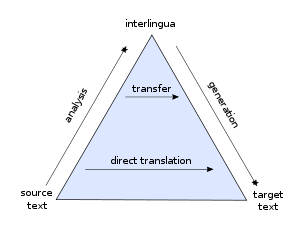 interlingua
transfer
analysis
generation
direct translation
source
text
target
text